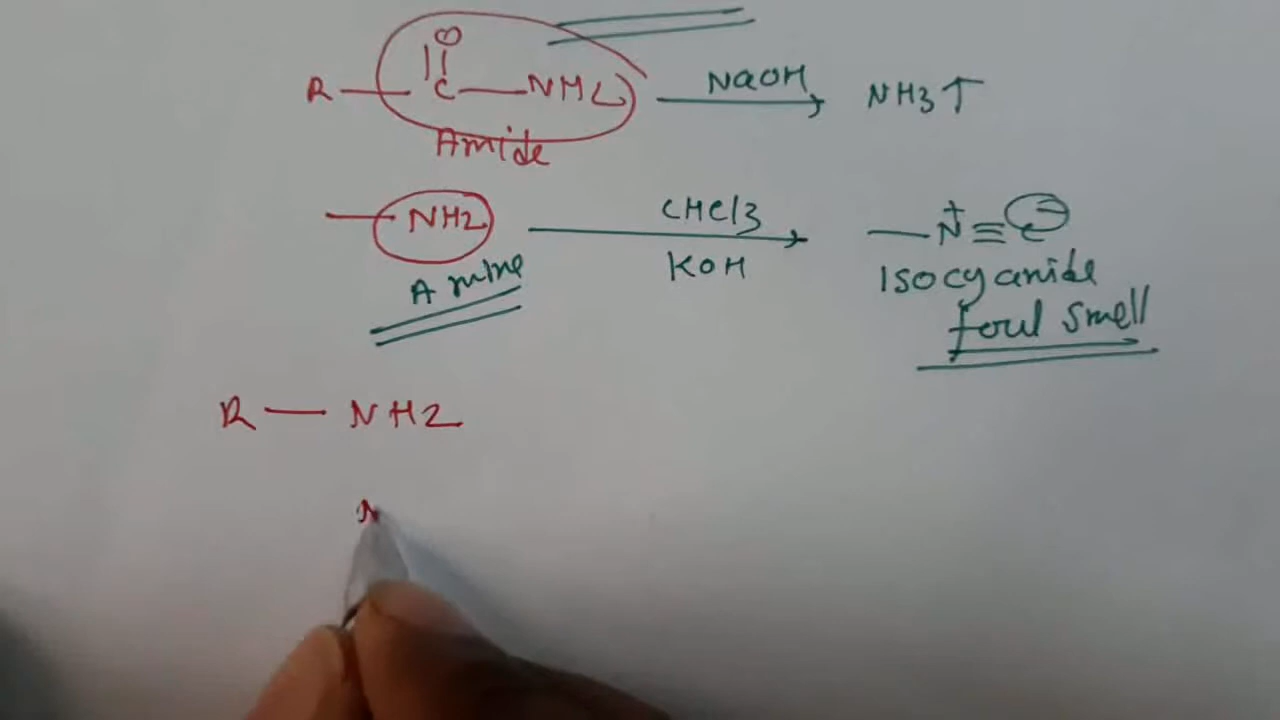 O
R — C — NH2 NaOH → NH3 ↑
Amide
— NH2 CHCl3 → — N+ ≡ C−
KOH
Amine Isocyanide
foul smell
R — NH2
N